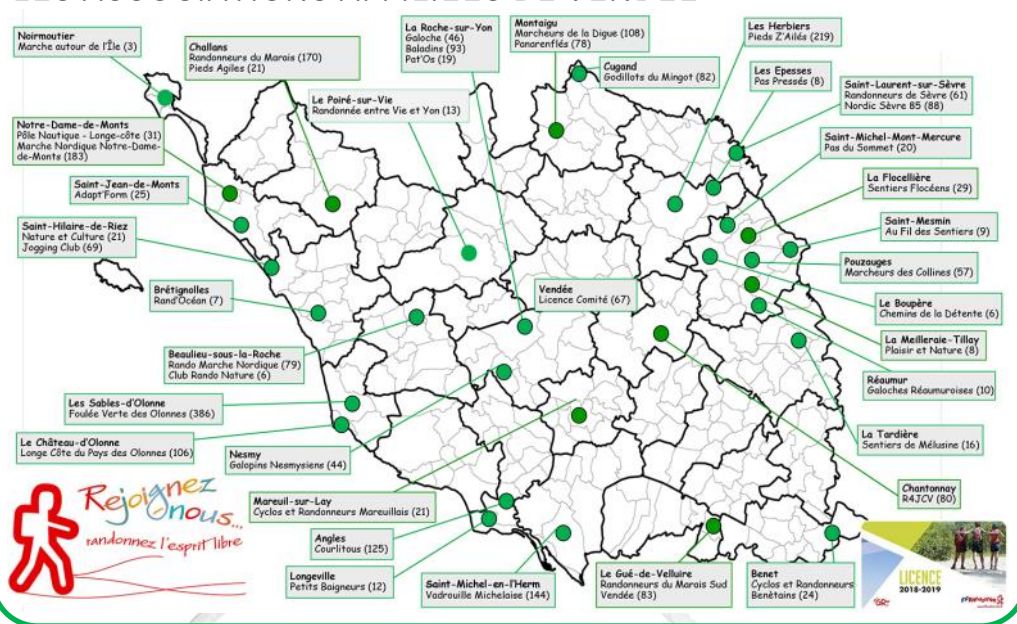 LES ASSOCIATIONS AFFILIÉES DE VENDÉE
Noirmoutier
Marche autour de l'Île (3)
Challans
Randonneurs du Marais (170)
Pieds Agiles (21)
La Roche-sur-Yon
Galoche (46)
Baladins (93)
Pat'Os (19)
Montaigu
Marcheurs de la Digue (108)
Panarenflés (78)
Les Herbiers
Pieds Z'Ailés (219)
Cugand
Godillots du Mingot (82)
Les Epesses
Pas Pressés (8)
Saint-Laurent-sur-Sèvre
Randonneurs de Sèvre (61)
Nordic Sèvre 85 (88)
Le Poiré-sur-Vie
Randonnée entre Vie et Yon (13)
Notre-Dame-de-Monts
Pôle Nautique - Longe-côte (31)
Marche Nordique Notre-Dame-
de-Monts (183)
Saint-Michel-Mont-Mercure
Pas du Sommet (20)
La Flocellière
Sentiers Flocéens (29)
Saint-Jean-de-Monts
Adapt'Form (25)
Saint-Mesmin
Au Fil des Sentiers (9)
Saint-Hilaire-de-Riez
Nature et Culture (21)
Jogging Club (69)
Pouzauges
Marcheurs des Collines (57)
Brétignolles
Rand'Océan (7)
Vendée
Licence Comité (67)
Le Boupère
Chemins de la Détente (6)
La Meilleraie-Tillay
Plaisir et Nature (8)
Beaulieu-sous-la-Roche
Rando Marche Nordique (79)
Club Rando Nature (6)
Réaumur
Galoches Réaumuroises (10)
Les Sables-d'Olonne
Foulée Verte des Olonnes (386)
La Tardière
Sentiers de Mélusine (16)
Le Château-d'Olonne
Longe Côte du Pays des Olonnes (106)
Nesmy
Galopins Nesmysiens (44)
Chantonnay
R4JCV (80)
Mareuil-sur-Lay
Cyclos et Randonneurs Mareuillais (21)
Rejoignez
nous...
randonnez l'esprit libre
Angles
Courlitous (125)
Longeville
Petits Baigneurs (12)
Saint-Michel-en-l'Herm
Vadrouille Michelaise (144)
Le Gué-de-Velluire
Randonneurs du Marais Sud
Vendée (83)
Benet
Cyclos et Randonneurs
Benétains (24)
LICENCE
2018-2019